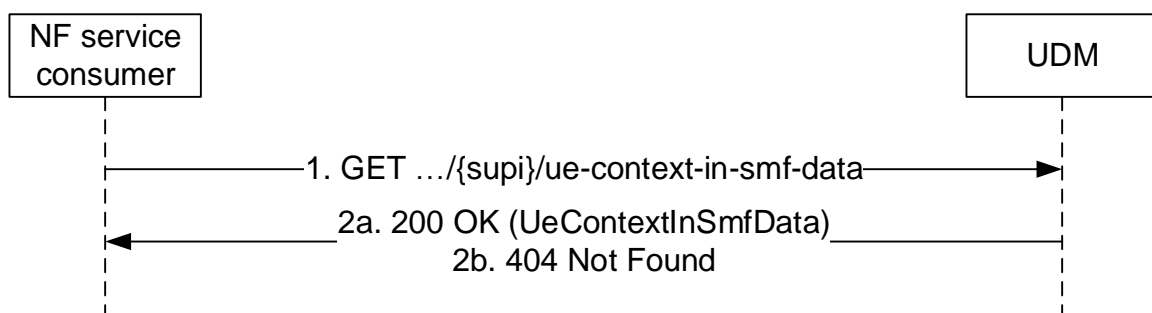 NF service
consumer
UDM
1. GET …/{supi}/ue-context-in-smf-data
2a. 200 OK (UeContextInSmfData)
2b. 404 Not Found